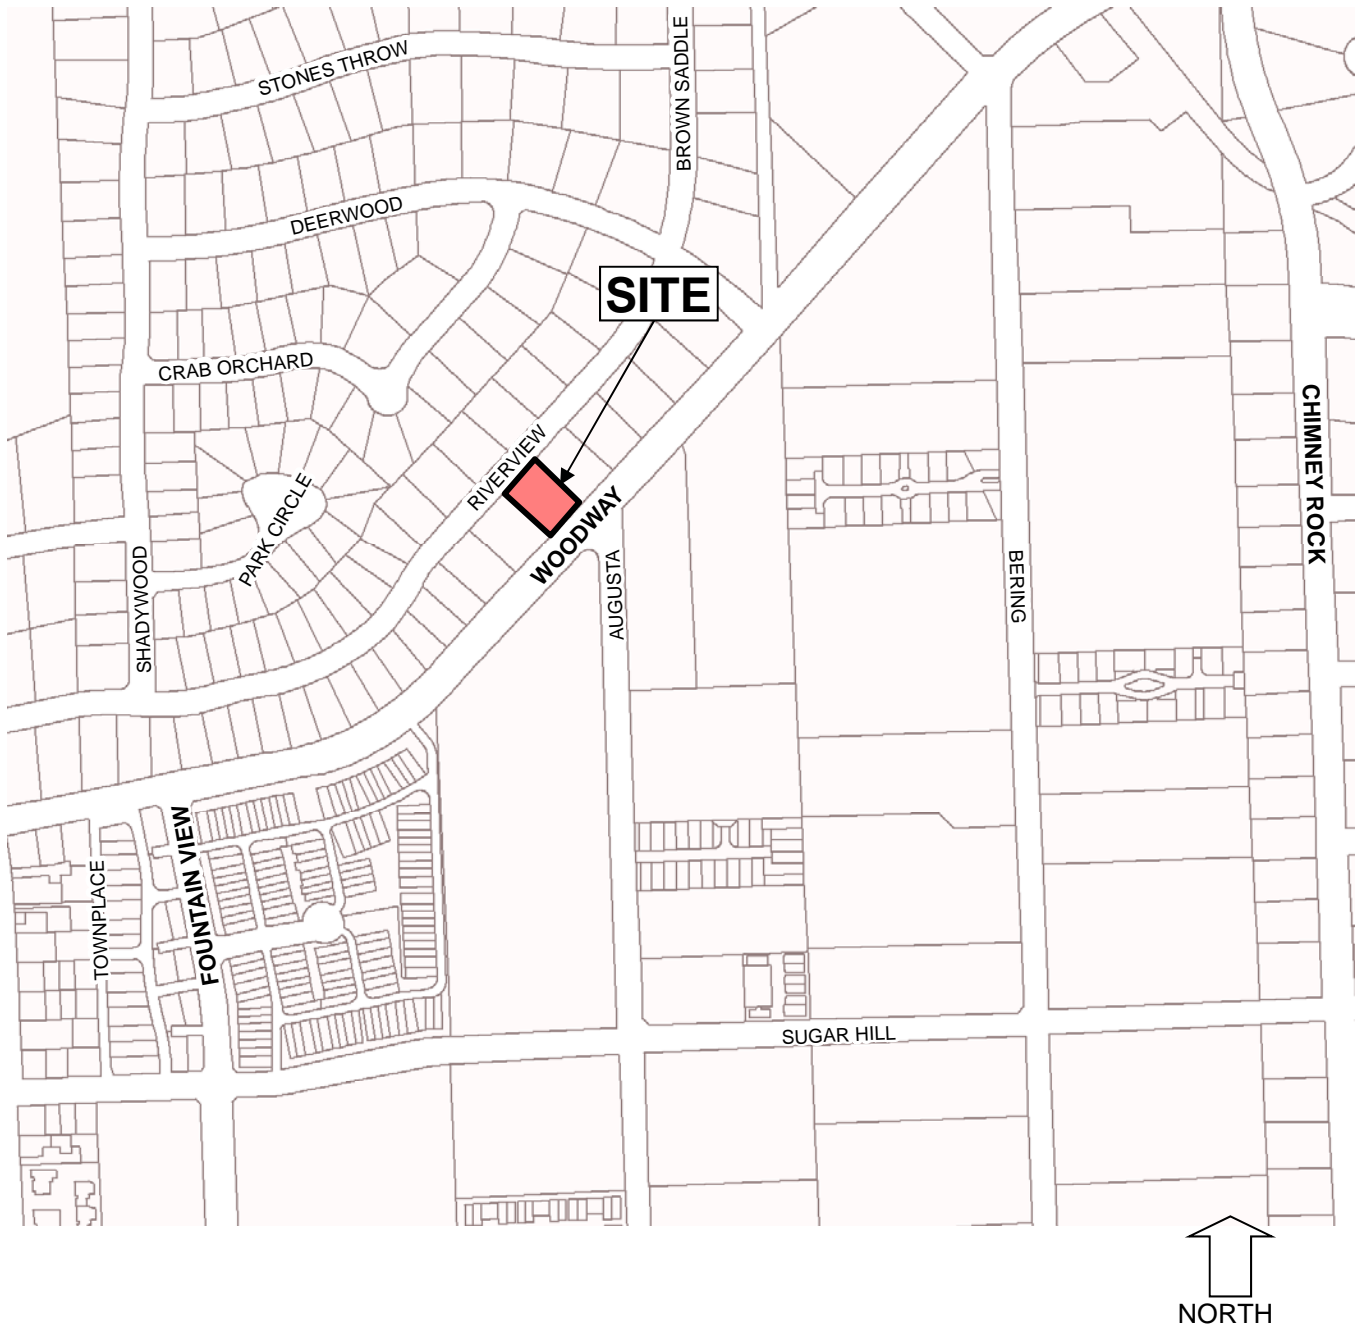 STONES THROW
BROWN SADDLE
DEERWOOD
SITE
CRAB ORCHARD
RIVERVIEW
PARK CIRCLE
WOODWAY
CHIMNEY ROCK
SHADYWOOD
AUGUSTA
BERING
FOUNTAIN VIEW
TOWNPLACE
SUGAR HILL
NORTH